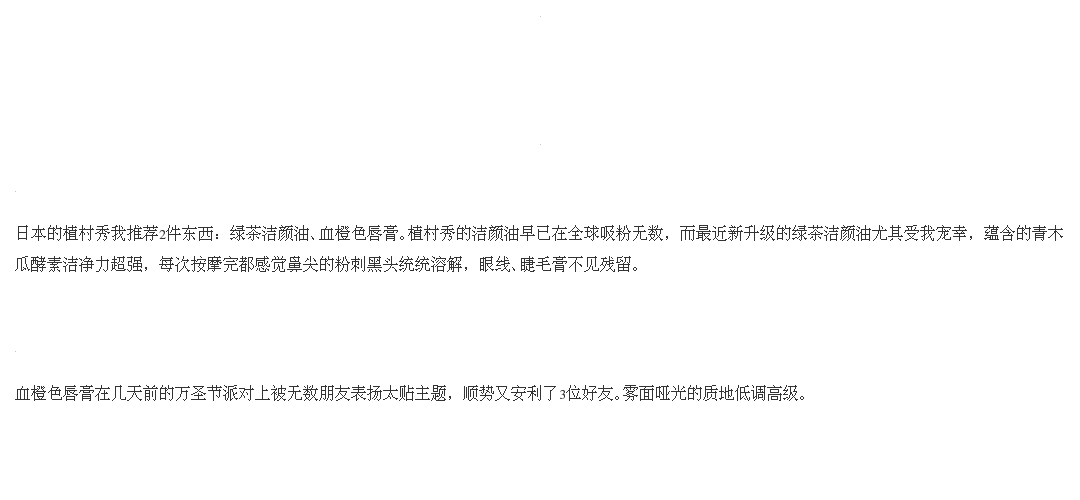 日本的植村秀我推荐2件东西：绿茶洁颜油、血橙色唇膏。植村秀的洁颜油早已在全球吸粉无数，而最近新升级的绿茶洁颜油尤其受我宠幸，蕴含的青木
瓜酵素洁净力超强，每次按摩完都感觉鼻尖的粉刺黑头统统溶解，眼线、睫毛膏不见残留。
血橙色唇膏在几天前的万圣节派对上被无数朋友表扬太贴主题，顺势又安利了3位好友。雾面哑光的质地低调高级。